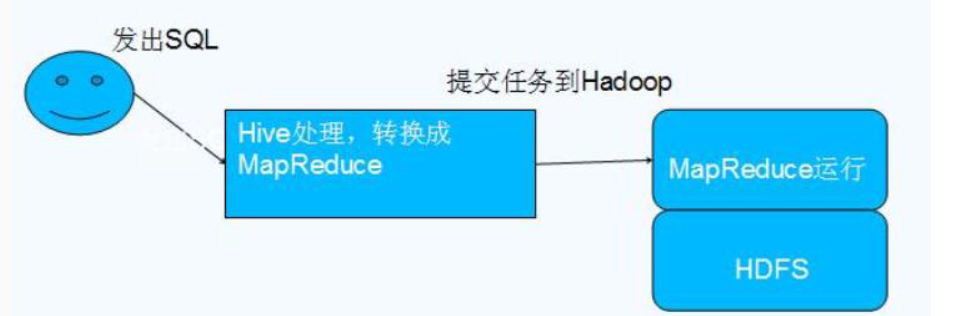 发出SQL
提交任务到Hadoop
Hive处理，转换成
MapReduce
MapReduce运行
HDFS